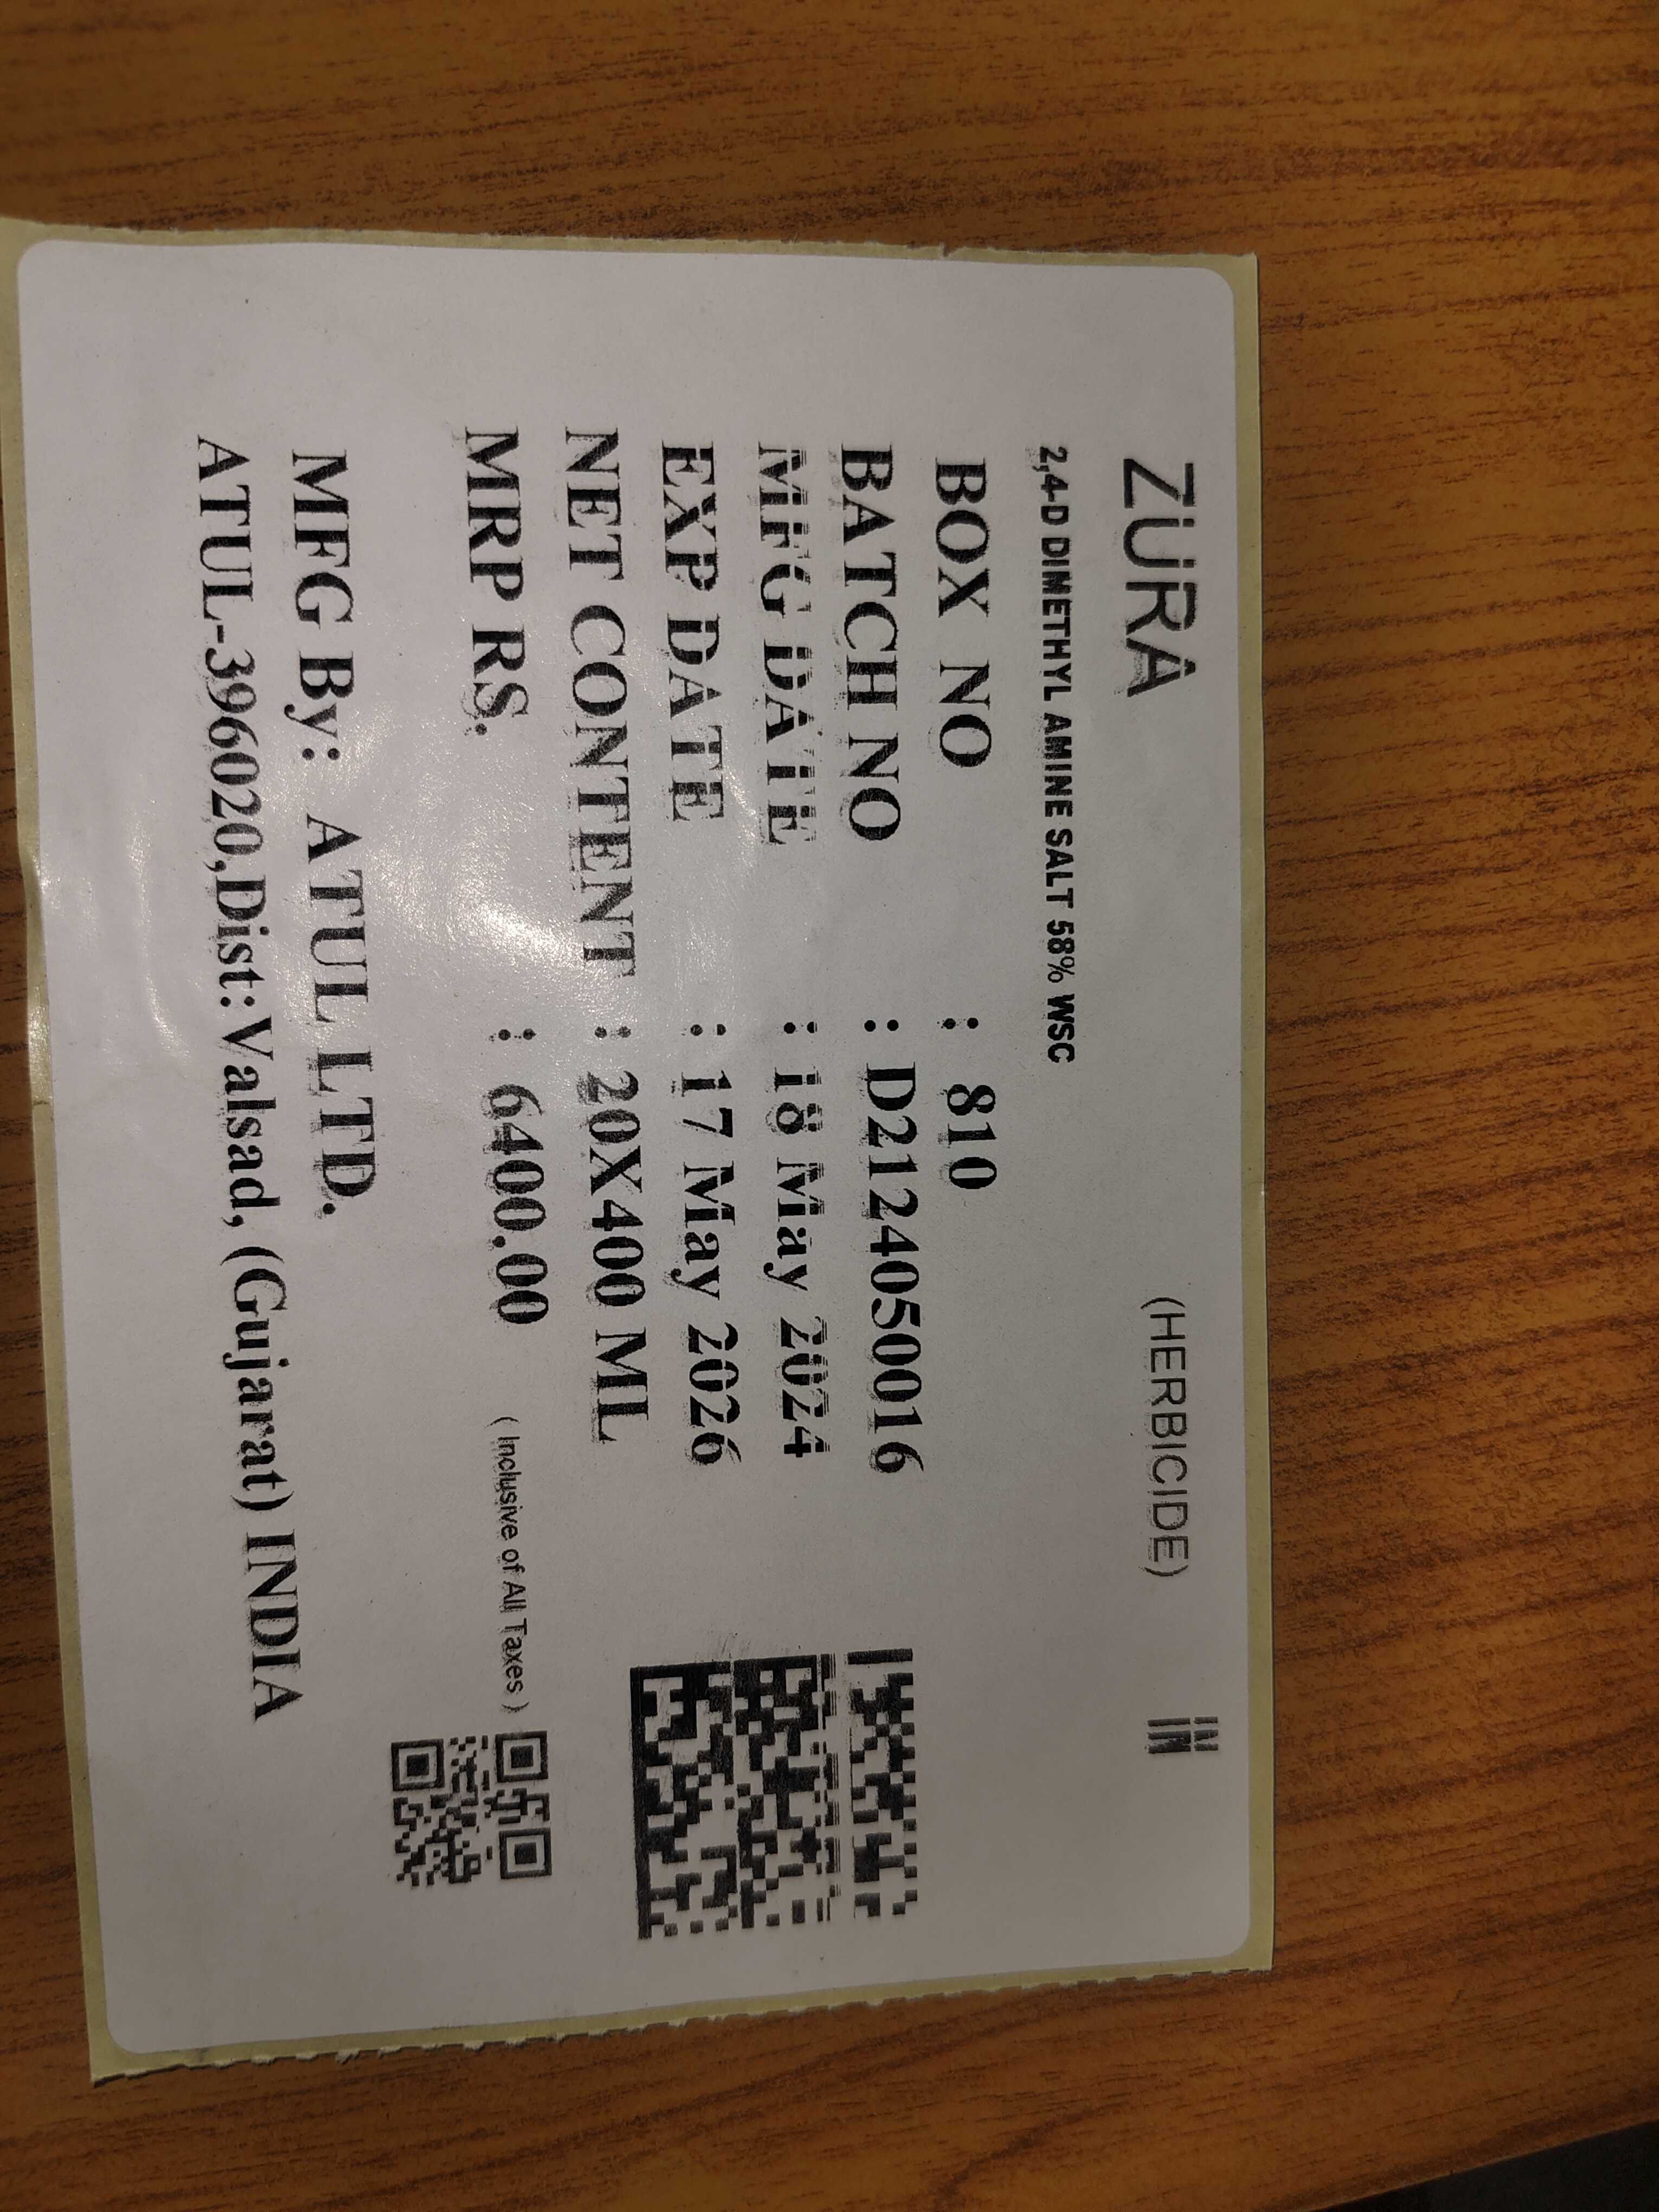 ZURA (HERBICIDE) IN
2,4-D DIMETHYL AMINE SALT 58% WSC
BOX NO : 810
BATCH NO : D2124050016
MFG DATE : 18 May 2024
EXP DATE : 17 May 2026
NET CONTENT : 20X400 ML
MRP RS. : 6400.00 ( Inclusive of All Taxes )
MFG By: ATUL LTD.
ATUL-396020,Dist:Valsad, (Gujarat) INDIA